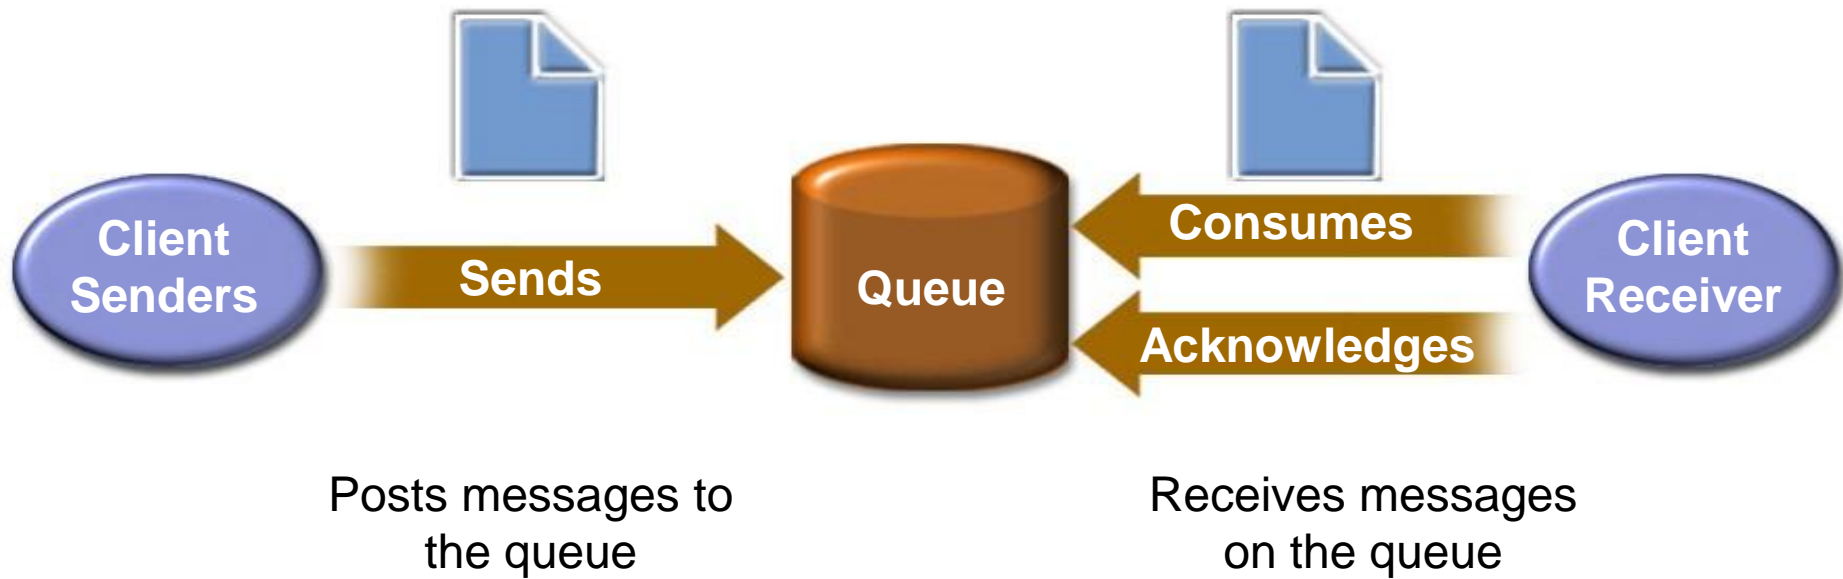 Client
Senders
Sends
Queue
Consumes
Acknowledges
Client
Receiver
Posts messages to
the queue
Receives messages
on the queue